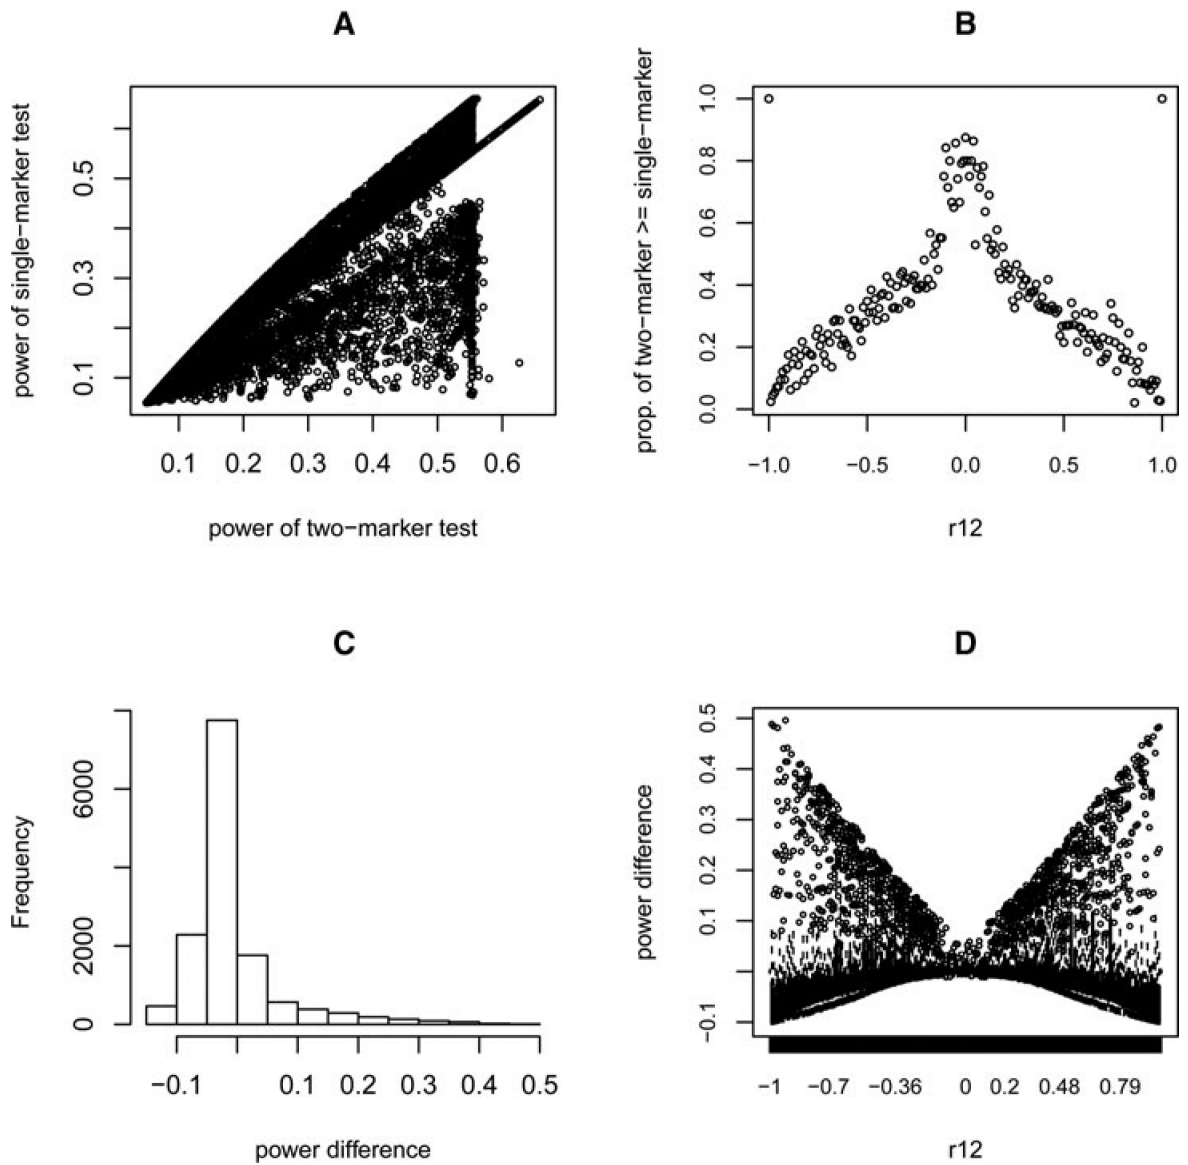 A
power of single−marker test
0.5
0.3
0.1
0.1 0.2 0.3 0.4 0.5 0.6
power of two−marker test
B
prop. of two−marker >= single−marker
1.0
0.8
0.6
0.4
0.2
0.0
−1.0 −0.5 0.0 0.5 1.0
r12
C
Frequency
6000
2000
0
−0.1 0.1 0.2 0.3 0.4 0.5
power difference
D
power difference
0.5
0.4
0.3
0.2
0.1
−0.1
−1 −0.7 −0.36 0 0.2 0.48 0.79
r12